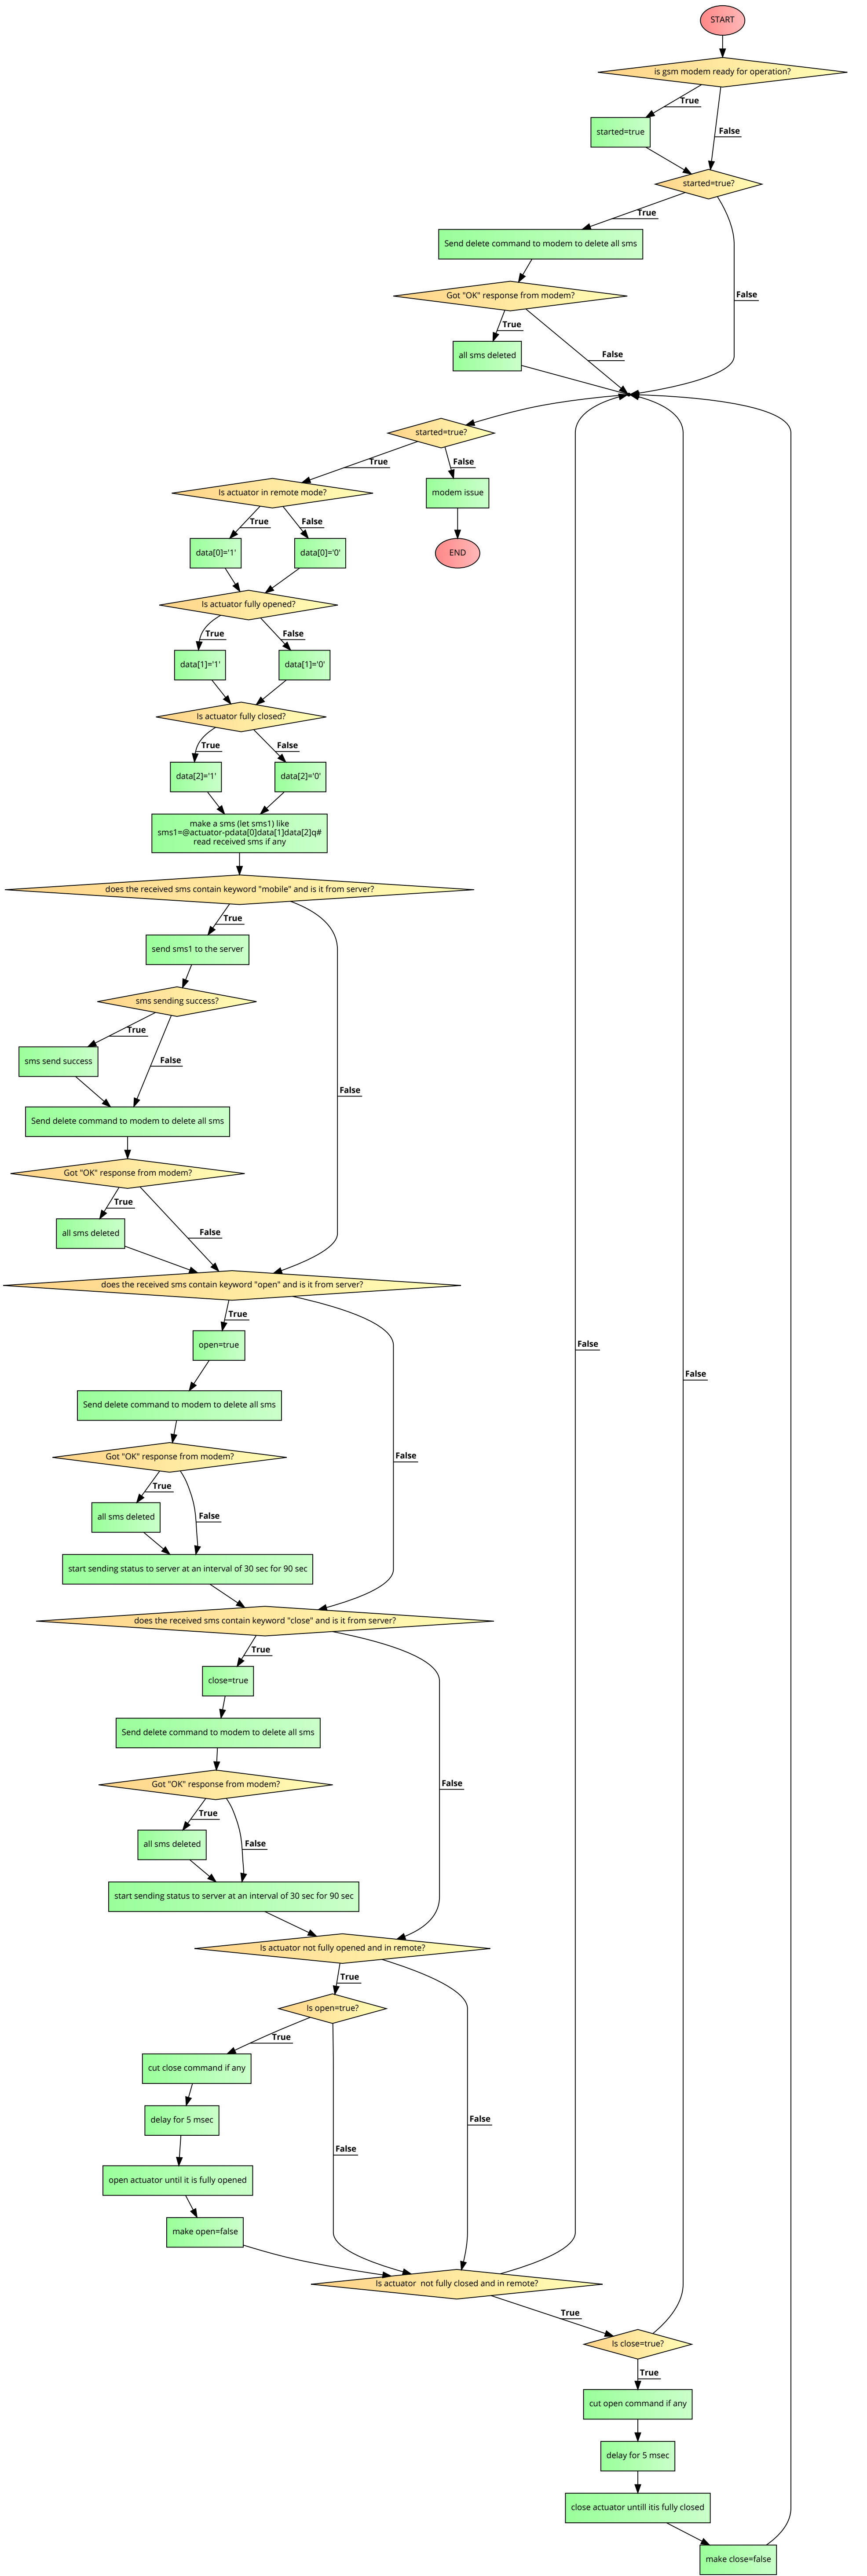 START
is gsm modem ready for operation?
True
False
started=true
started=true?
True
False
Send delete command to modem to delete all sms
Got "OK" response from modem?
True
False
all sms deleted
started=true?
True
False
Is actuator in remote mode?
modem issue
True
False
data[0]='1'
data[0]='0'
END
Is actuator fully opened?
True
False
data[1]='1'
data[1]='0'
Is actuator fully closed?
True
False
data[2]='1'
data[2]='0'
make a sms (let sms1) like
sms1=@actuator-pdata[0]data[1]data[2]q#
read received sms if any
does the received sms contain keyword "mobile" and is it from server?
True
send sms1 to the server
sms sending success?
True
False
sms send success
False
Send delete command to modem to delete all sms
Got "OK" response from modem?
True
False
all sms deleted
does the received sms contain keyword "open" and is it from server?
True
open=true
False
False
Send delete command to modem to delete all sms
False
Got "OK" response from modem?
True
False
all sms deleted
start sending status to server at an interval of 30 sec for 90 sec
does the received sms contain keyword "close" and is it from server?
True
close=true
Send delete command to modem to delete all sms
Got "OK" response from modem?
False
True
False
all sms deleted
start sending status to server at an interval of 30 sec for 90 sec
Is actuator not fully opened and in remote?
True
Is open=true?
True
cut close command if any
delay for 5 msec
False
False
open actuator until it is fully opened
make open=false
Is actuator  not fully closed and in remote?
True
Is close=true?
True
cut open command if any
delay for 5 msec
close actuator untill itis fully closed
make close=false